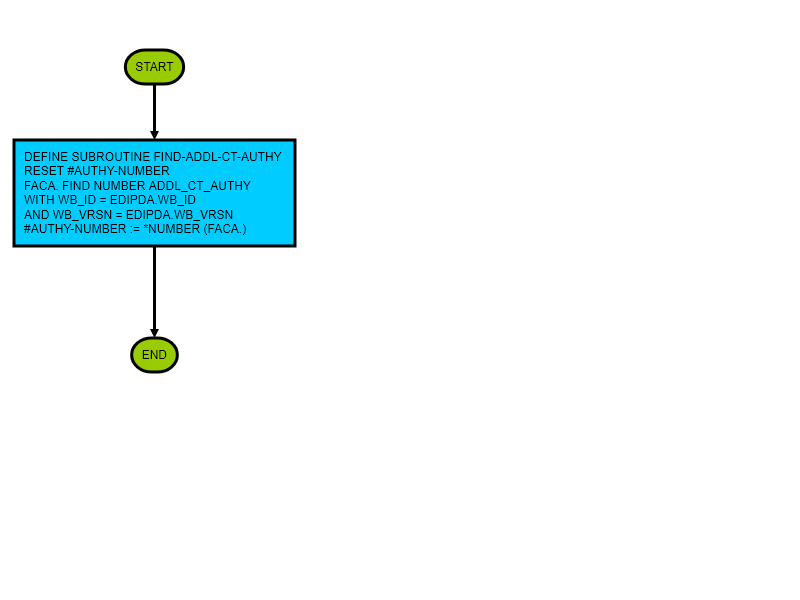 START
DEFINE SUBROUTINE FIND-ADDL-CT-AUTHY
RESET #AUTHY-NUMBER
FACA. FIND NUMBER ADDL_CT_AUTHY
WITH WB_ID = EDIPDA.WB_ID
AND WB_VRSN = EDIPDA.WB_VRSN
#AUTHY-NUMBER := *NUMBER (FACA.)
END